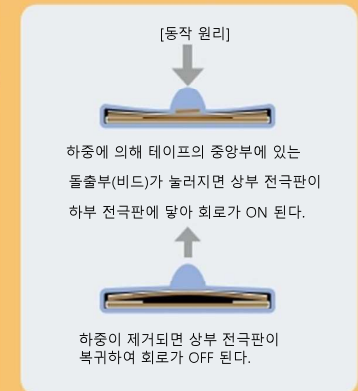 [동작 원리]
하중에 의해 테이프의 중앙부에 있는
돌출부(비드)가 눌러지면 상부 전극판이
하부 전극판에 닿아 회로가 ON 된다.
하중이 제거되면 상부 전극판이
복귀하여 회로가 OFF 된다.